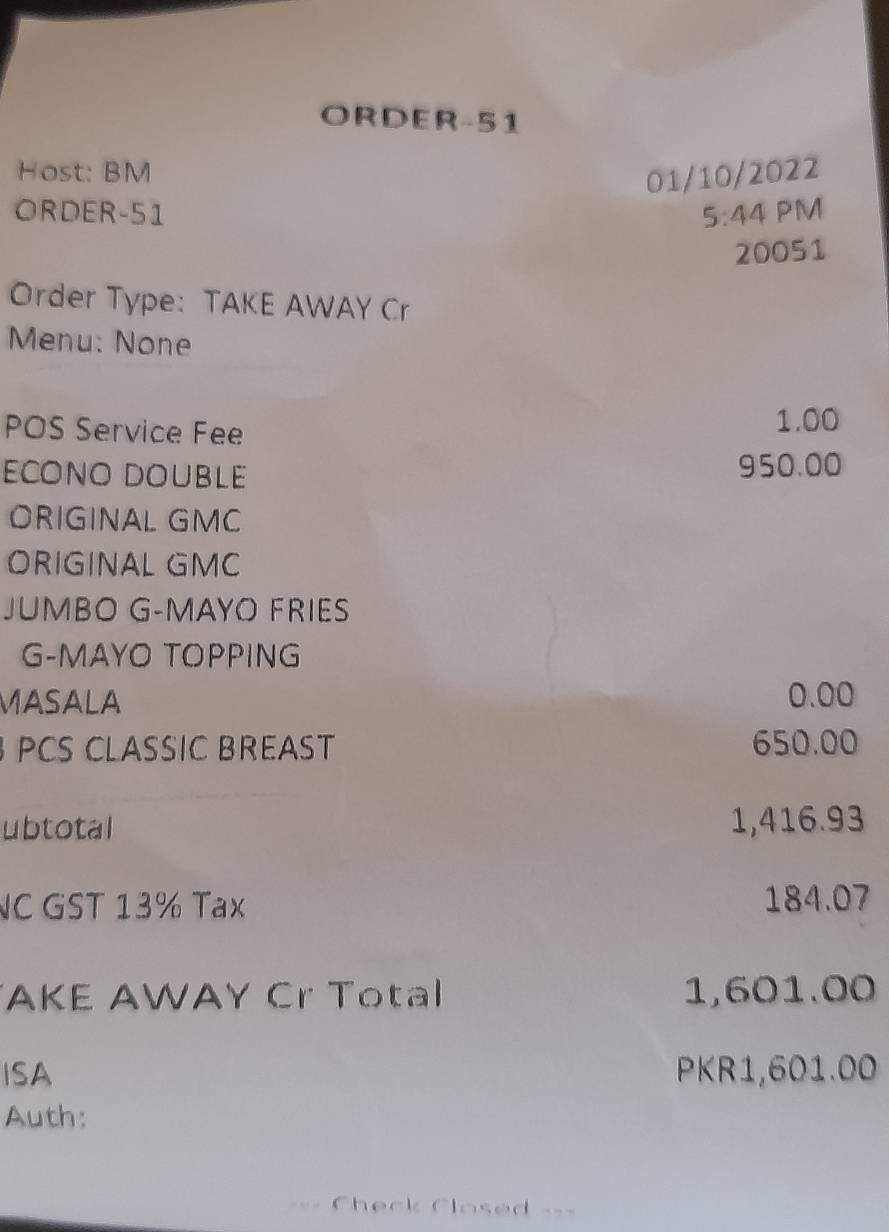 ORDER-51
Host: BM 01/10/2022
ORDER-51 5:44 PM
20051
Order Type: TAKE AWAY Cr
Menu: None
POS Service Fee 1.00
ECONO DOUBLE 950.00
ORIGINAL GMC
ORIGINAL GMC
JUMBO G-MAYO FRIES
G-MAYO TOPPING
MASALA 0.00
PCS CLASSIC BREAST 650.00
ubtotal 1,416.93
NC GST 13% Tax 184.07
AKE AWAY Cr Total 1,601.00
ISA PKR1,601.00
Auth:
--- Check Closed ---